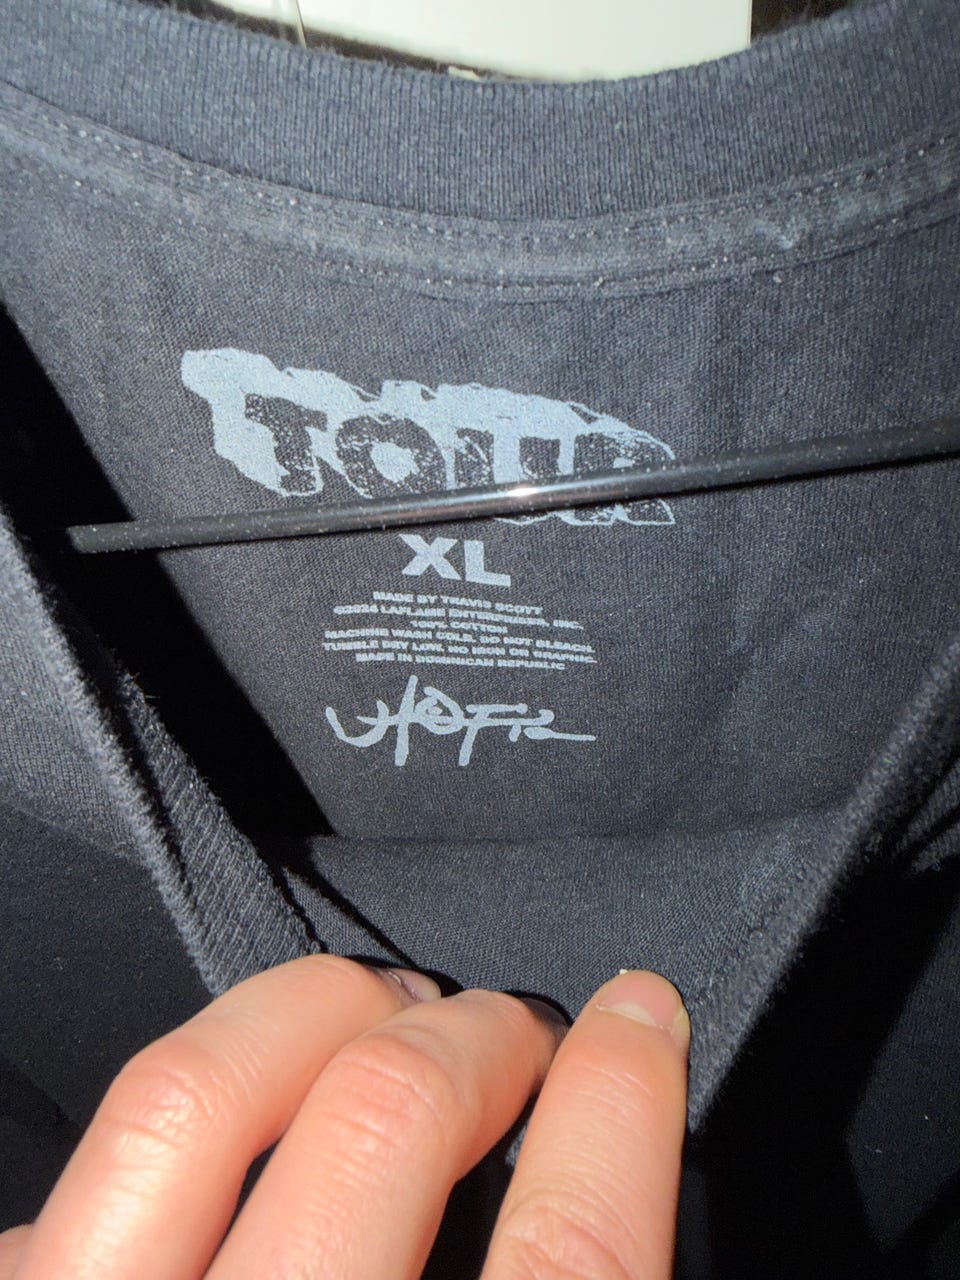 TOUR
XL
MADE BY TRAVIS SCOTT
©2024 LAFLAME ENTERPRISES, INC.
100% COTTON
MACHINE WASH COLD. DO NOT BLEACH.
TUMBLE DRY LOW. NO IRON ON GRAPHIC.
MADE IN DOMINICAN REPUBLIC